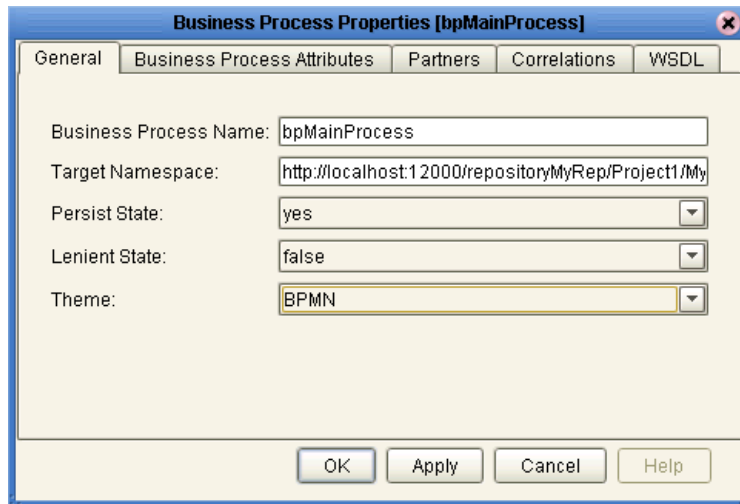 Business Process Properties [bpMainProcess]
General Business Process Attributes Partners Correlations WSDL
Business Process Name: bpMainProcess
Target Namespace: http://localhost:12000/repositoryMyRep/Project1/My
Persist State: yes
Lenient State: false
Theme: BPMN
OK Apply Cancel Help